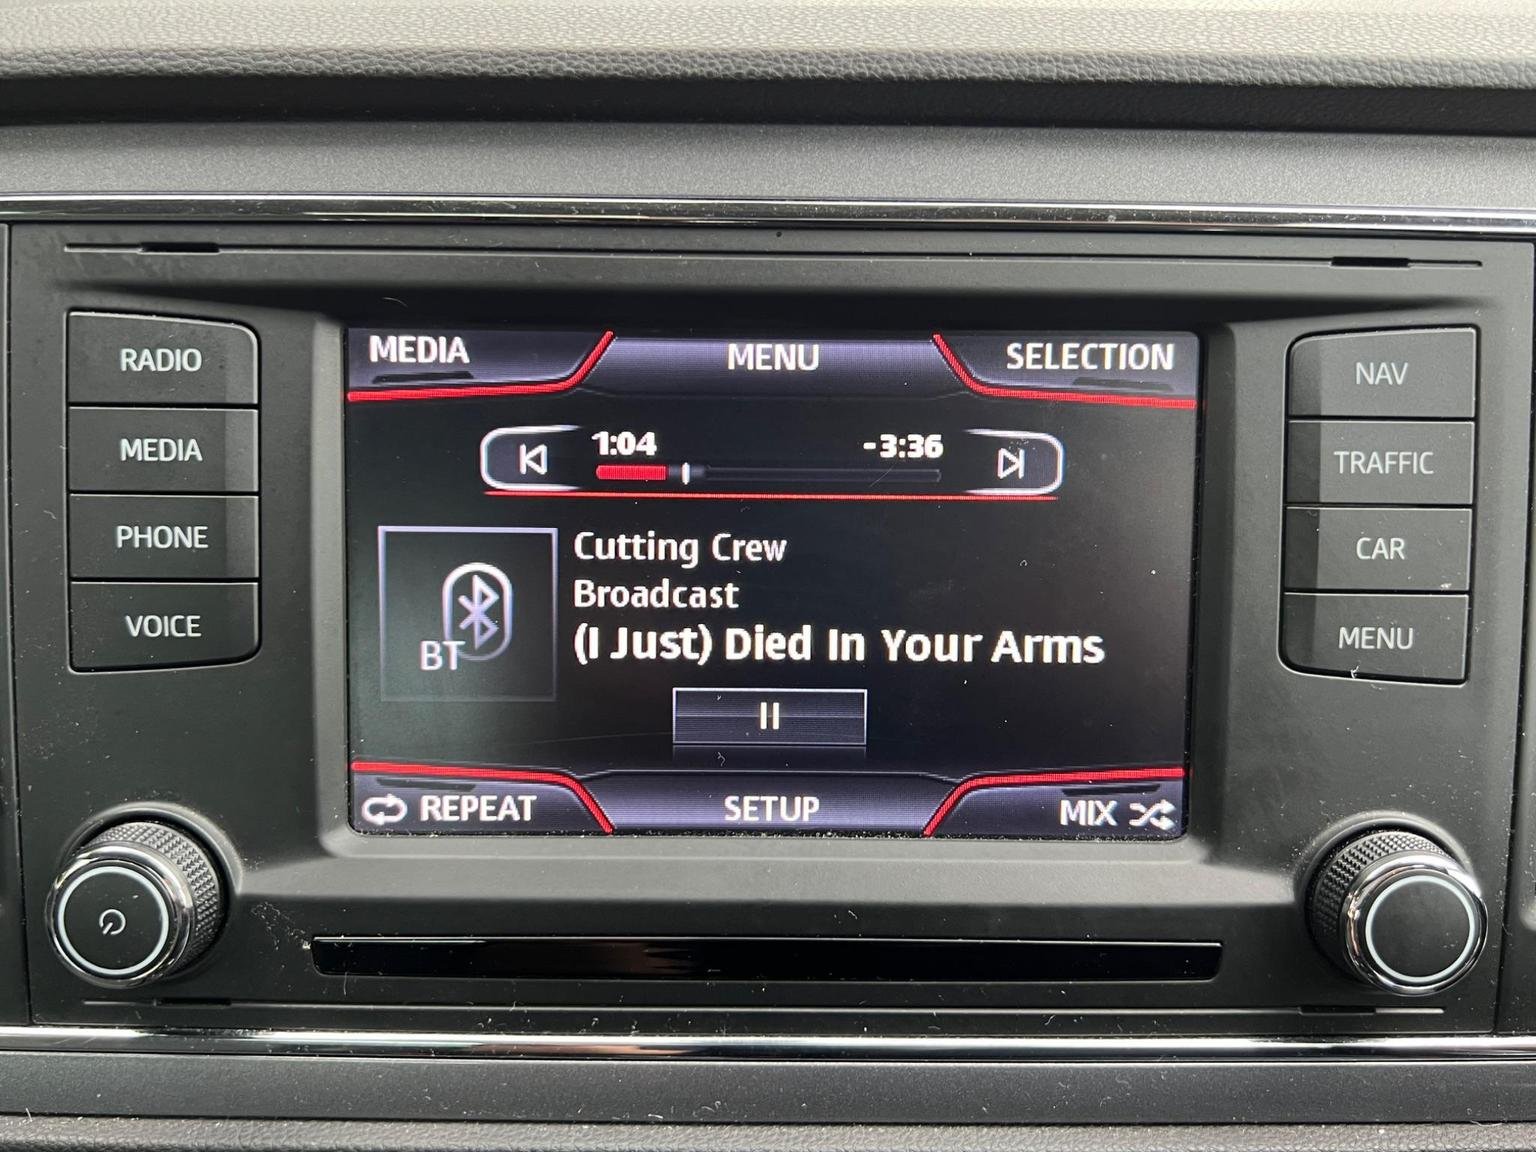 RADIO
MEDIA
PHONE
VOICE
MEDIA
MENU
SELECTION
1:04
-3:36
Cutting Crew
Broadcast
(I Just) Died In Your Arms
BT
REPEAT
SETUP
MIX
NAV
TRAFFIC
CAR
MENU